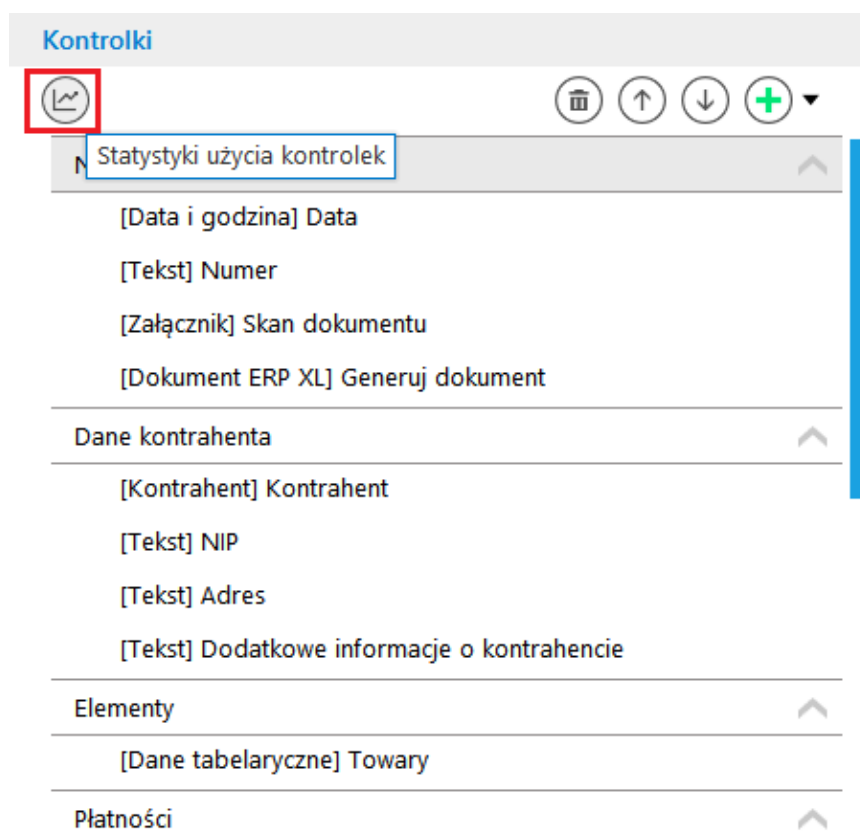 Kontrolki
Statystyki użycia kontrolek
[Data i godzina] Data
[Tekst] Numer
[Załącznik] Skan dokumentu
[Dokument ERP XL] Generuj dokument
Dane kontrahenta
[Kontrahent] Kontrahent
[Tekst] NIP
[Tekst] Adres
[Tekst] Dodatkowe informacje o kontrahencie
Elementy
[Dane tabelaryczne] Towary
Płatności